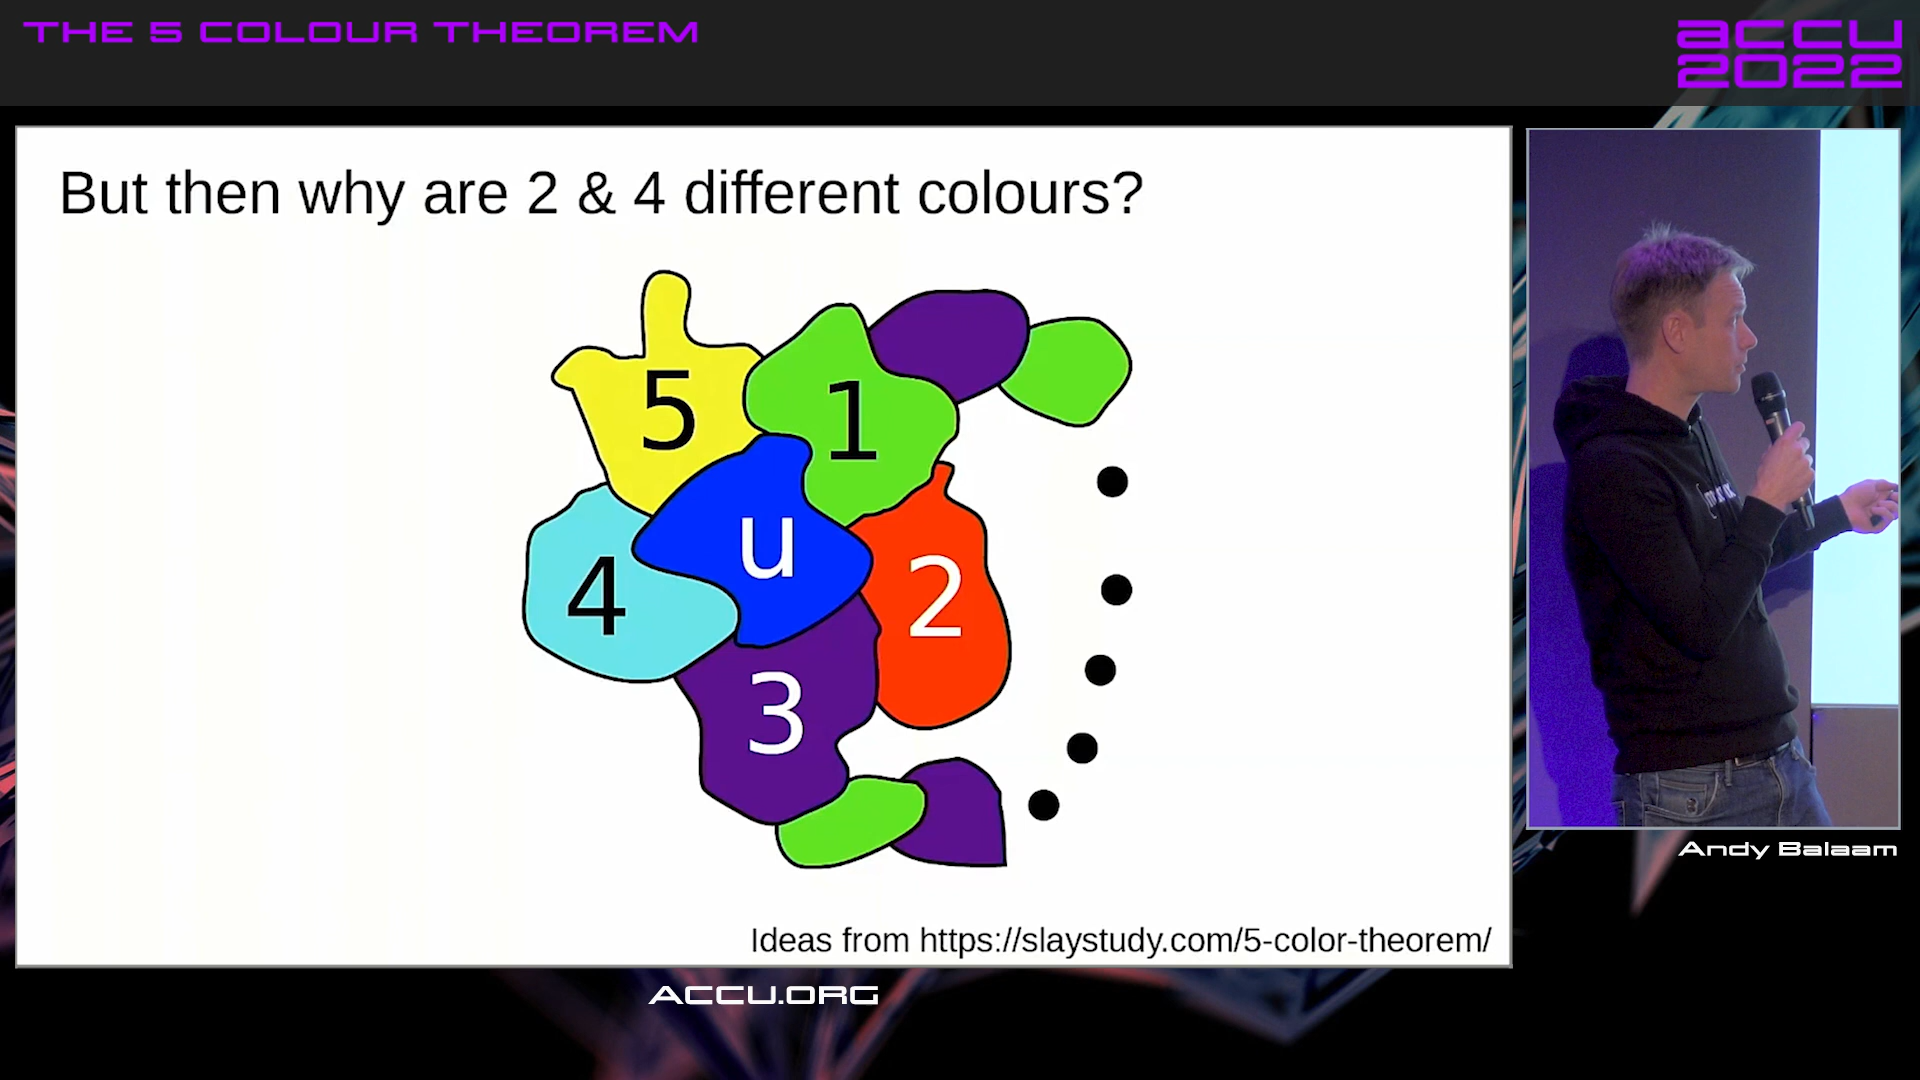 THE 5 COLOUR THEOREM
accu
2022
But then why are 2 & 4 different colours?
5
1
u
4
2
3
Ideas from https://slaystudy.com/5-color-theorem/
Andy Balaam
ACCU.ORG